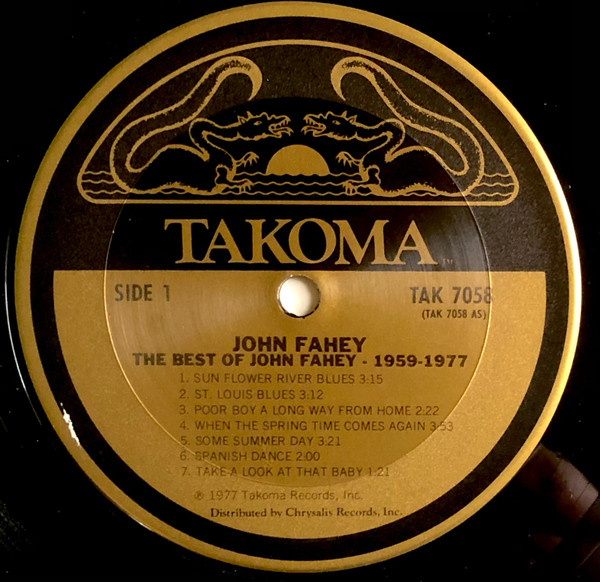 TAKOMA
TM
SIDE 1
TAK 7058
(TAK 7058 AS)
JOHN FAHEY
THE BEST OF JOHN FAHEY - 1959-1977
1. SUN FLOWER RIVER BLUES 3:15
2. ST. LOUIS BLUES 3:12
3. POOR BOY A LONG WAY FROM HOME 2:22
4. WHEN THE SPRING TIME COMES AGAIN 3:53
5. SOME SUMMER DAY 3:21
6. SPANISH DANCE 2:00
7. TAKE A LOOK AT THAT BABY 1:21
℗ 1977 Takoma Records, Inc.
Distributed by Chrysalis Records, Inc.